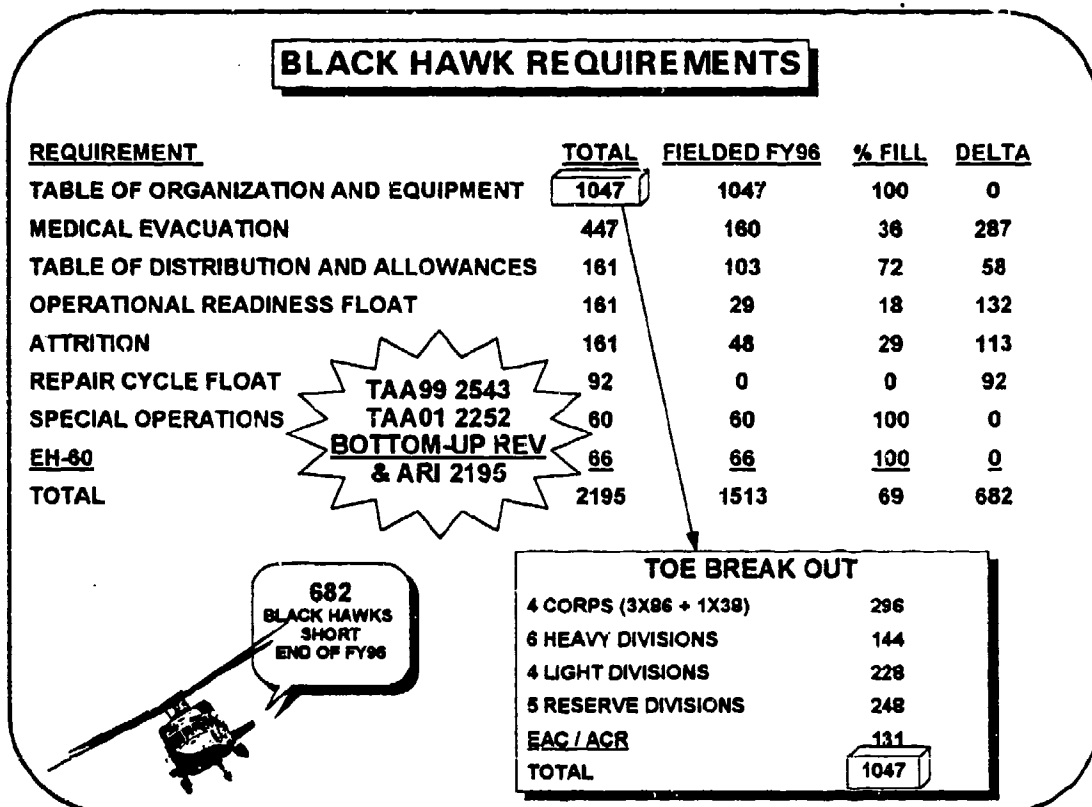 BLACK HAWK REQUIREMENTS
REQUIREMENT TOTAL FIELDED FY96 % FILL DELTA
TABLE OF ORGANIZATION AND EQUIPMENT 1047 1047 100 0
MEDICAL EVACUATION 447 160 36 287
TABLE OF DISTRIBUTION AND ALLOWANCES 161 103 72 58
OPERATIONAL READINESS FLOAT 161 29 18 132
ATTRITION 161 48 29 113
REPAIR CYCLE FLOAT 92 0 0 92
SPECIAL OPERATIONS 60 60 100 0
EH-60 66 66 100 0
TOTAL 2195 1513 69 682
TAA99 2543
TAA01 2252
BOTTOM-UP REV
& ARI 2195
682
BLACK HAWKS
SHORT
END OF FY96
TOE BREAK OUT
4 CORPS (3X86 + 1X38) 296
6 HEAVY DIVISIONS 144
4 LIGHT DIVISIONS 228
5 RESERVE DIVISIONS 248
EAC / ACR 131
TOTAL 1047